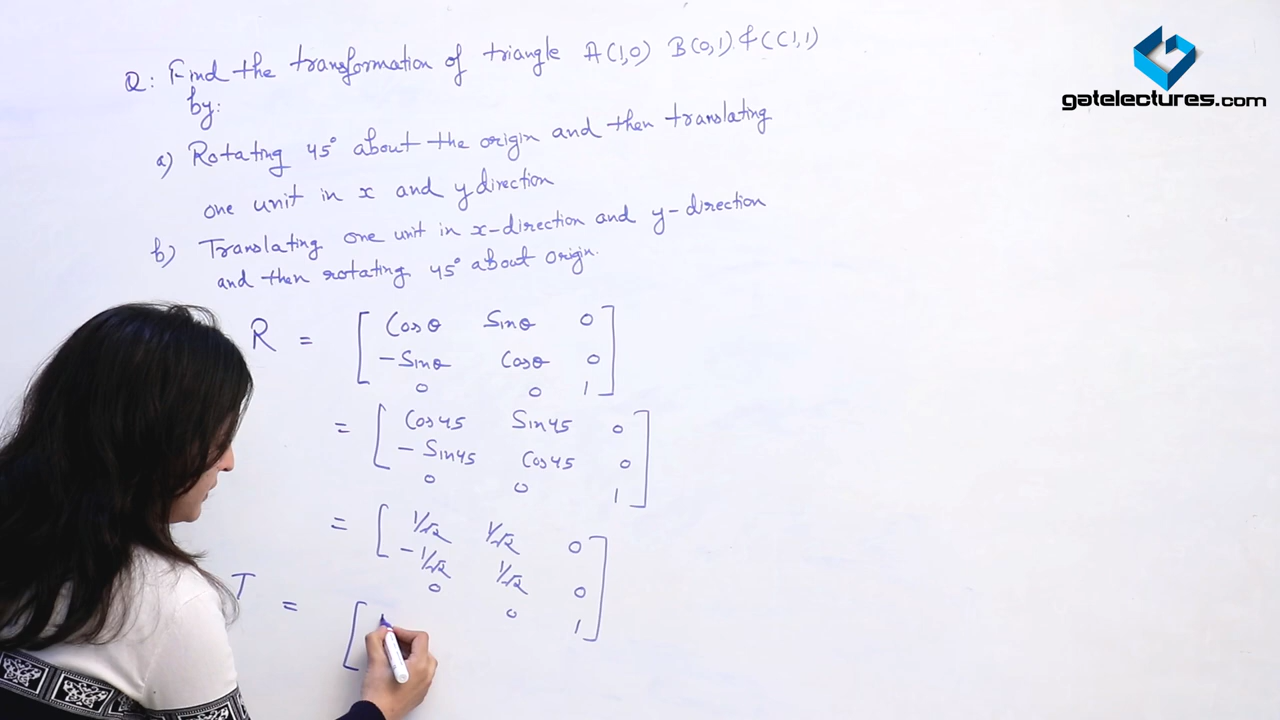 Q: Find the transformation of triangle A(1,0) B(0,1) & C(1,1)
by:
a) Rotating 45° about the origin and then translating
one unit in x and y direction
b) Translating one unit in x-direction and y-direction
and then rotating 45° about origin.
R = [ Cosθ Sinθ 0
-Sinθ Cosθ 0
0 0 1 ]
= [ Cos45 Sin45 0
-Sin45 Cos45 0
0 0 1 ]
= [ 1/√2 1/√2 0
-1/√2 1/√2 0
0 0 1 ]
T = [
gatelectures.com